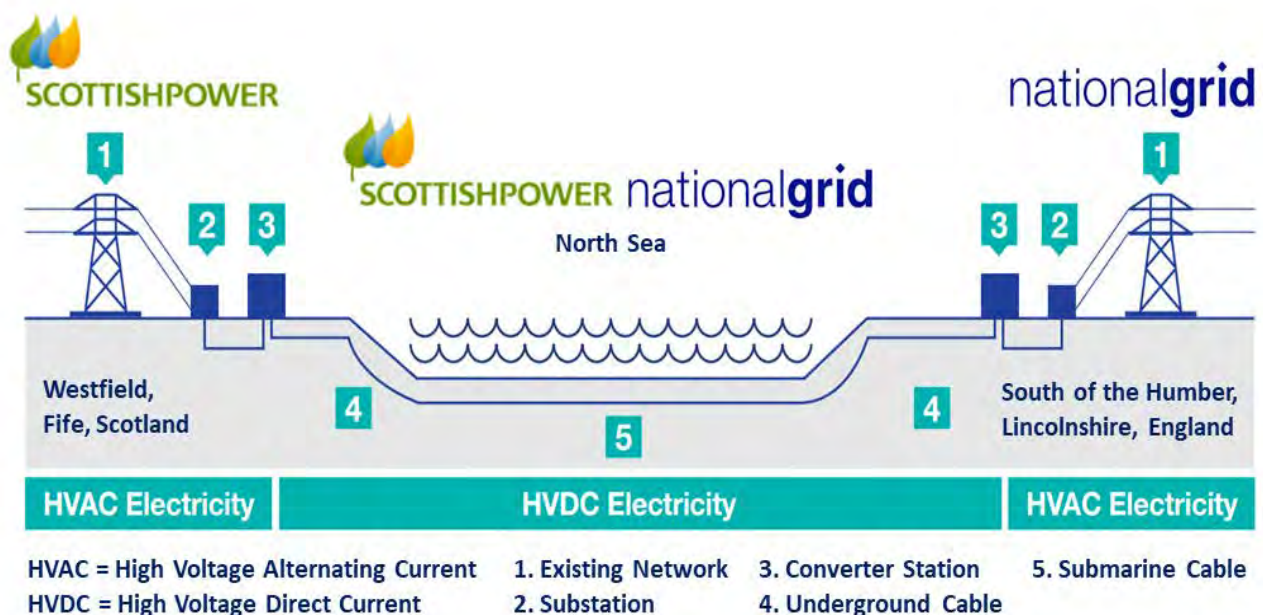 SCOTTISHPOWER
nationalgrid
SCOTTISHPOWER nationalgrid
North Sea
1
1
2
3
3
2
Westfield,
Fife, Scotland
4
5
4
South of the Humber,
Lincolnshire, England
HVAC Electricity
HVDC Electricity
HVAC Electricity
HVAC = High Voltage Alternating Current
HVDC = High Voltage Direct Current
1. Existing Network
2. Substation
3. Converter Station
4. Underground Cable
5. Submarine Cable